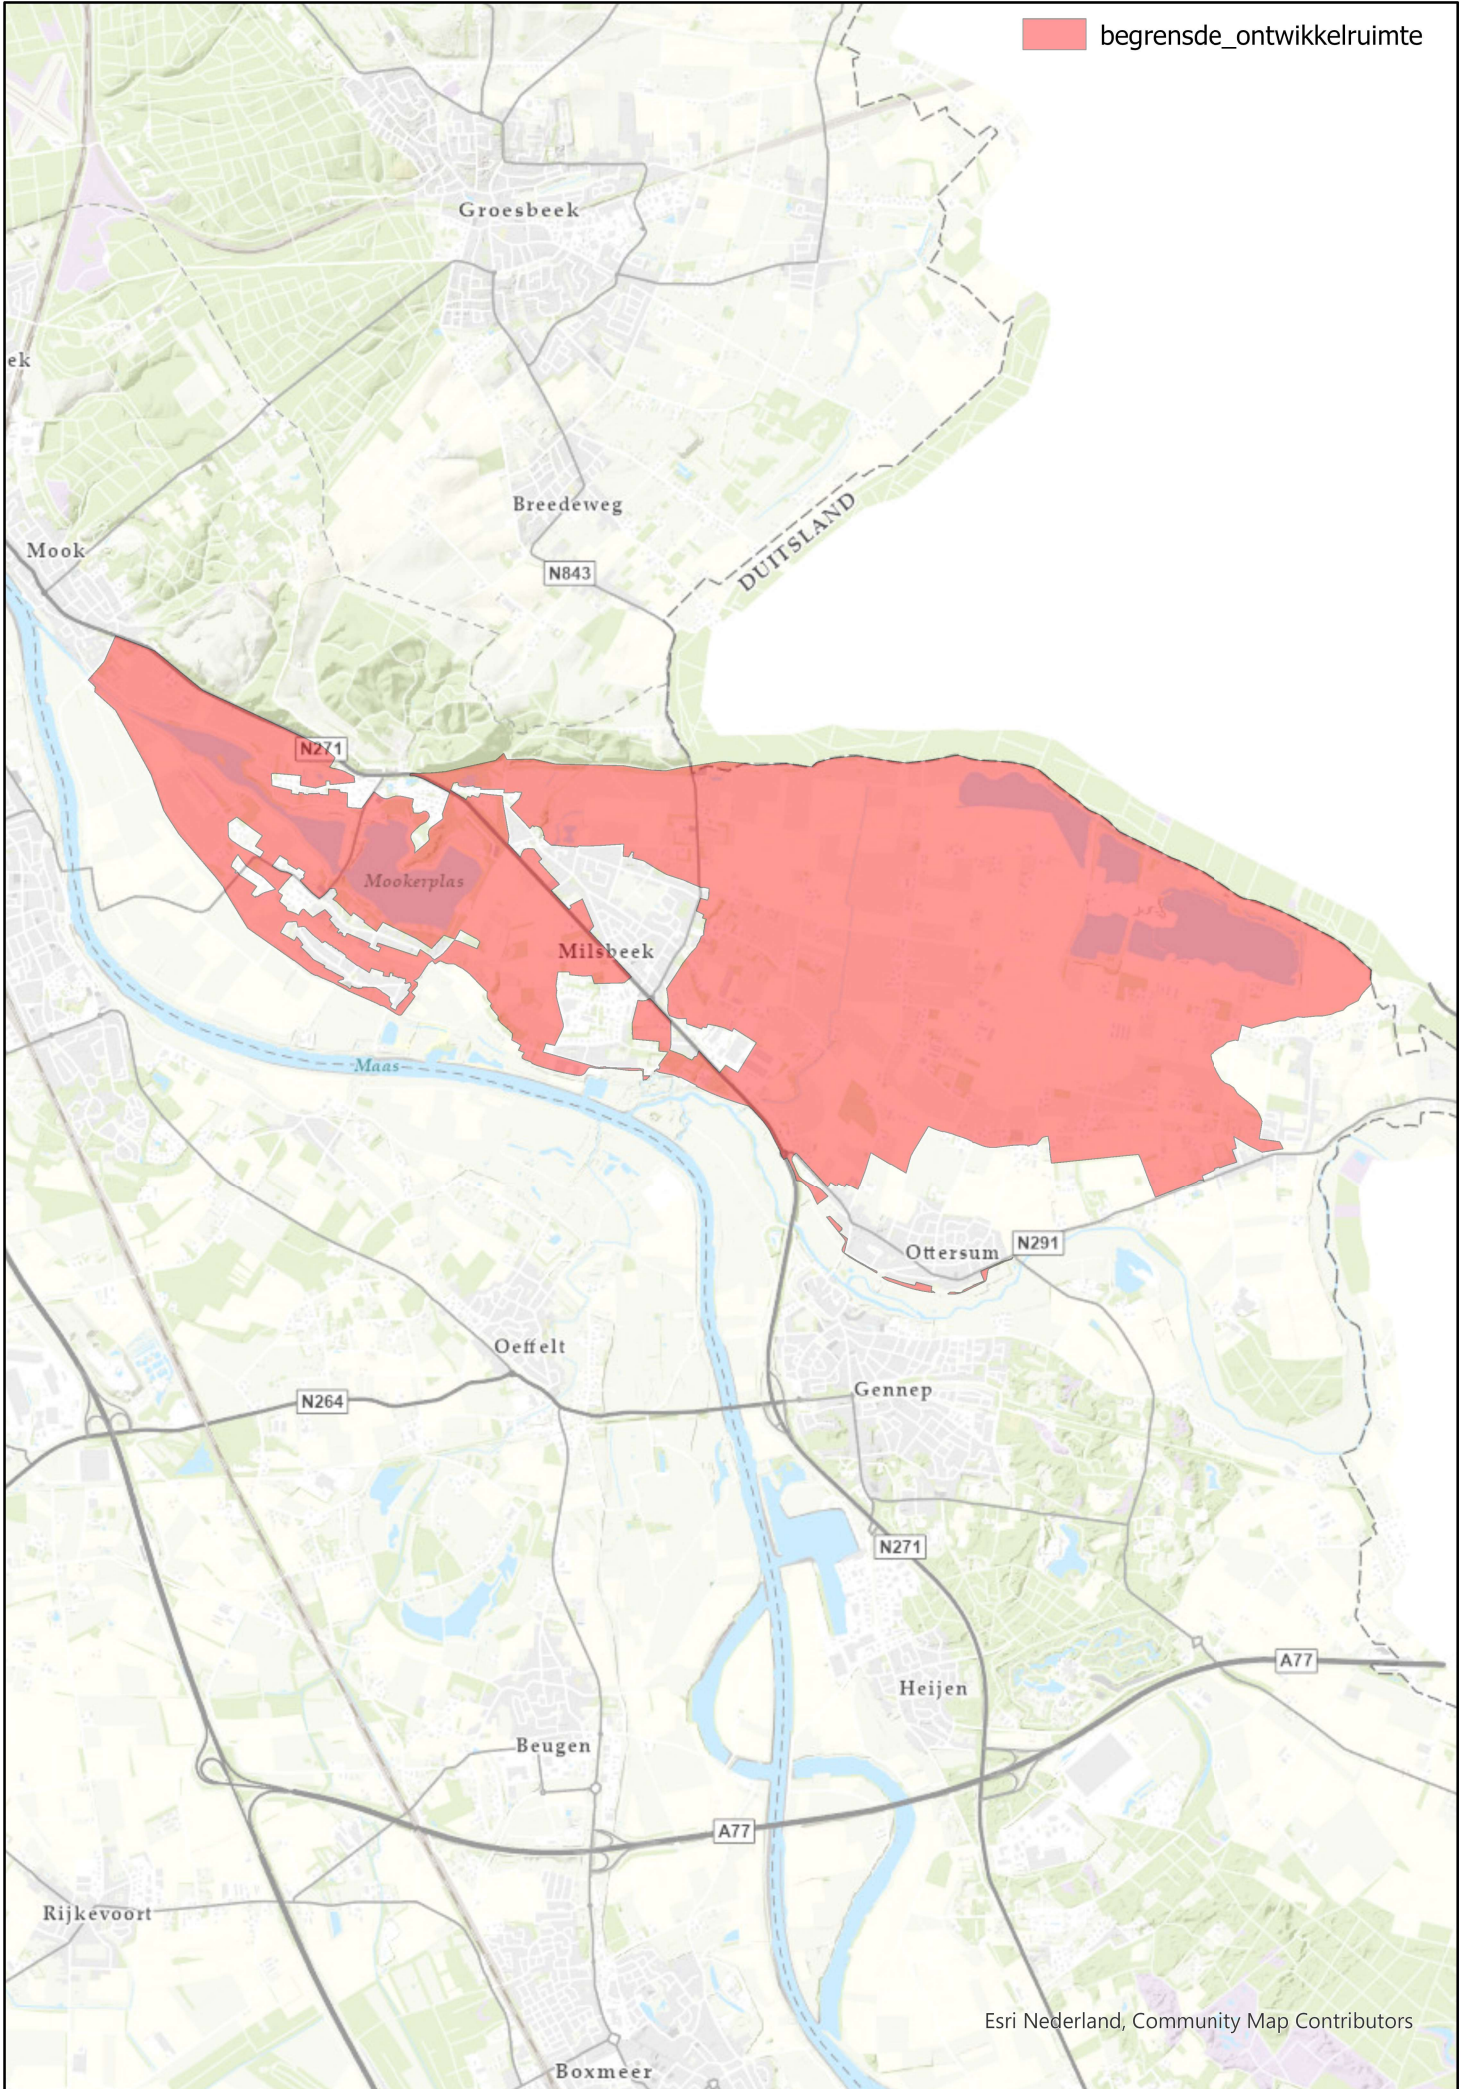 begrensde_ontwikkelruimte
Groesbeek
ek
Breedeweg
DUITSLAND
Mook
N843
N271
Mookerplas
Milsbeek
Maas
Ottersum
N291
Oeffelt
Gennep
N264
N271
A77
Heijen
Beugen
A77
Rijkevoort
Esri Nederland, Community Map Contributors
Boxmeer